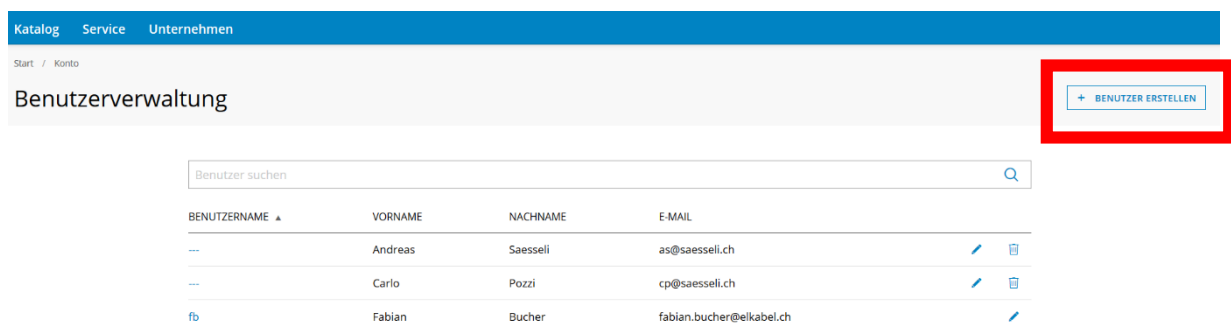 Katalog Service Unternehmen
Start / Konto
Benutzerverwaltung
+ BENUTZER ERSTELLEN
Benutzer suchen
BENUTZERNAME ▲ VORNAME NACHNAME E-MAIL
--- Andreas Saesseli as@saesseli.ch
--- Carlo Pozzi cp@saesseli.ch
fb Fabian Bucher fabian.bucher@elkabel.ch